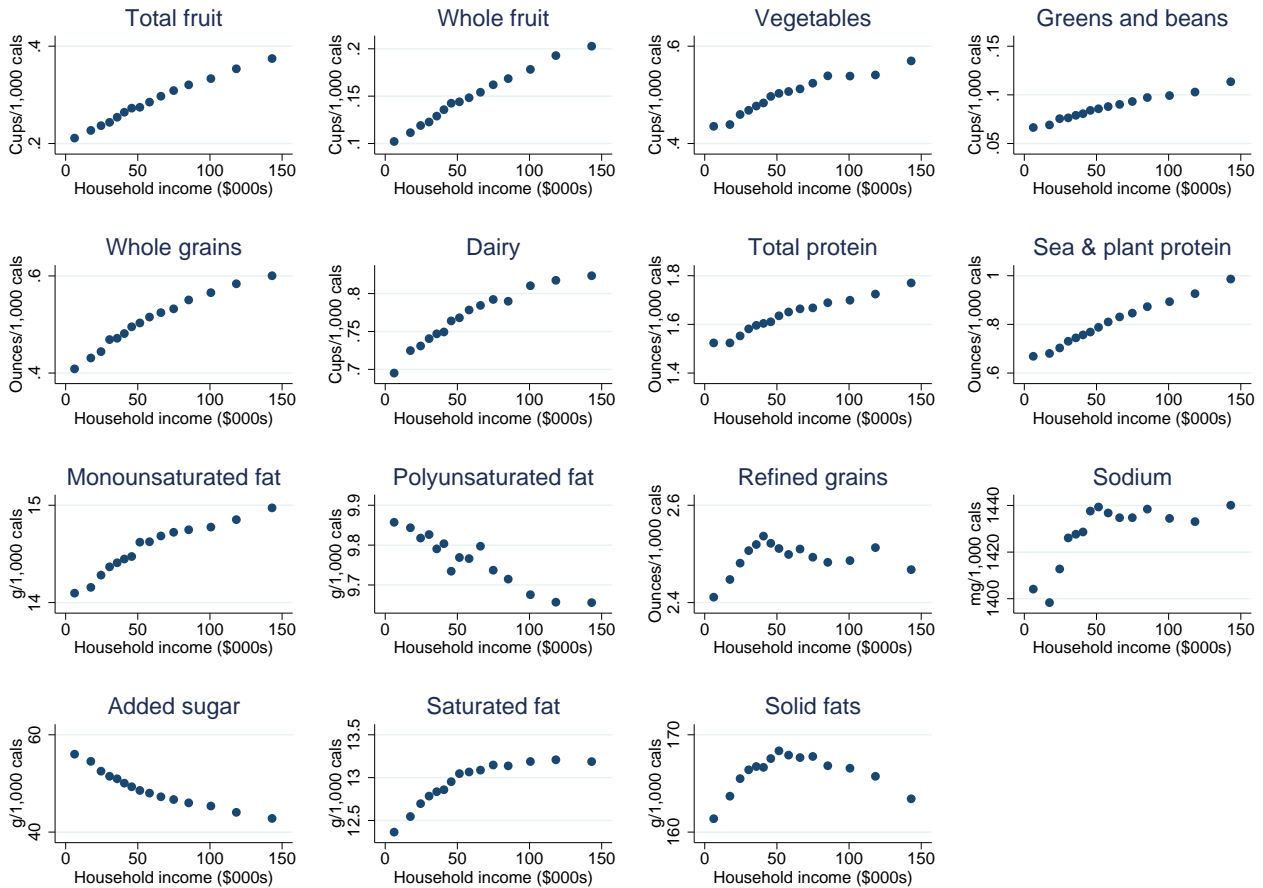 Total fruit
Cups/1,000 cals
.2 .4
0 50 100 150
Household income ($000s)
Whole fruit
Cups/1,000 cals
.1 .15 .2
0 50 100 150
Household income ($000s)
Vegetables
Cups/1,000 cals
.4 .6
0 50 100 150
Household income ($000s)
Greens and beans
Cups/1,000 cals
.05 .1 .15
0 50 100 150
Household income ($000s)
Whole grains
Ounces/1,000 cals
.4 .6
0 50 100 150
Household income ($000s)
Dairy
Cups/1,000 cals
.7 .75 .8
0 50 100 150
Household income ($000s)
Total protein
Ounces/1,000 cals
1.4 1.6 1.8
0 50 100 150
Household income ($000s)
Sea & plant protein
Ounces/1,000 cals
.6 .8 1
0 50 100 150
Household income ($000s)
Monounsaturated fat
g/1,000 cals
14 15
0 50 100 150
Household income ($000s)
Polyunsaturated fat
g/1,000 cals
9.7 9.8 9.9
0 50 100 150
Household income ($000s)
Refined grains
Ounces/1,000 cals
2.4 2.6
0 50 100 150
Household income ($000s)
Sodium
mg/1,000 cals
1400 1420 1440
0 50 100 150
Household income ($000s)
Added sugar
g/1,000 cals
40 60
0 50 100 150
Household income ($000s)
Saturated fat
g/1,000 cals
12.5 13 13.5
0 50 100 150
Household income ($000s)
Solid fats
g/1,000 cals
160 170
0 50 100 150
Household income ($000s)